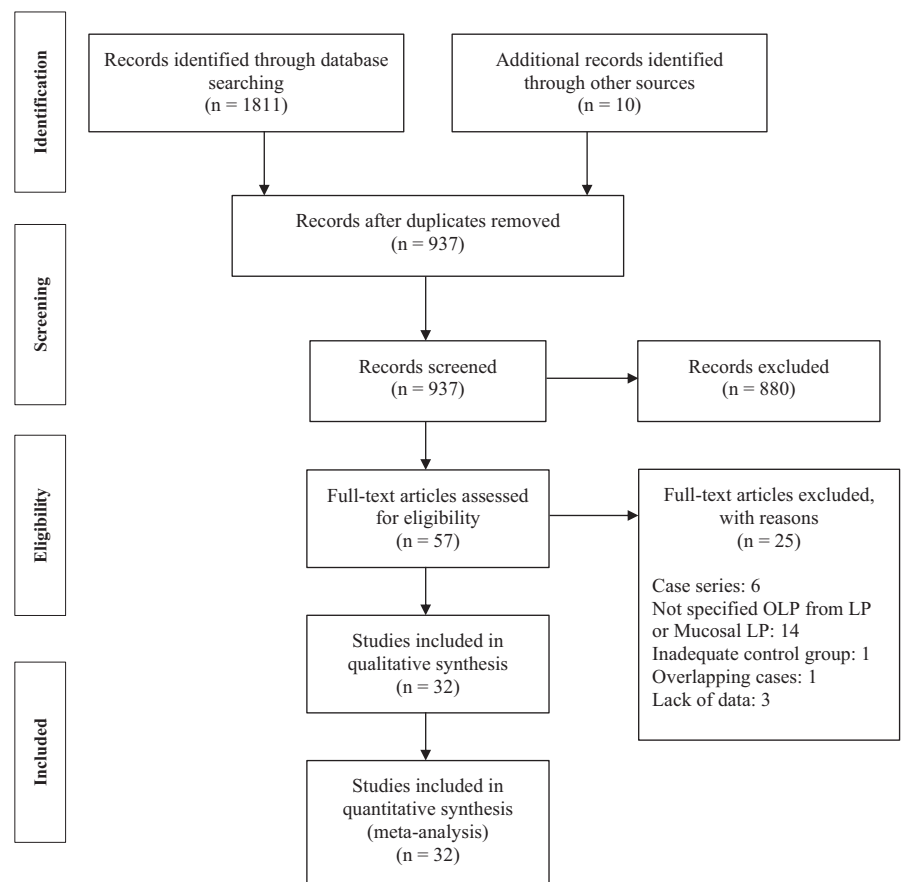 Identification
Records identified through database
searching
(n = 1811)
Additional records identified
through other sources
(n = 10)
Records after duplicates removed
(n = 937)
Screening
Records screened
(n = 937)
Records excluded
(n = 880)
Eligibility
Full-text articles assessed
for eligibility
(n = 57)
Full-text articles excluded,
with reasons
(n = 25)
Case series: 6
Not specified OLP from LP
or Mucosal LP: 14
Inadequate control group: 1
Overlapping cases: 1
Lack of data: 3
Studies included in
qualitative synthesis
(n = 32)
Included
Studies included in
quantitative synthesis
(meta-analysis)
(n = 32)